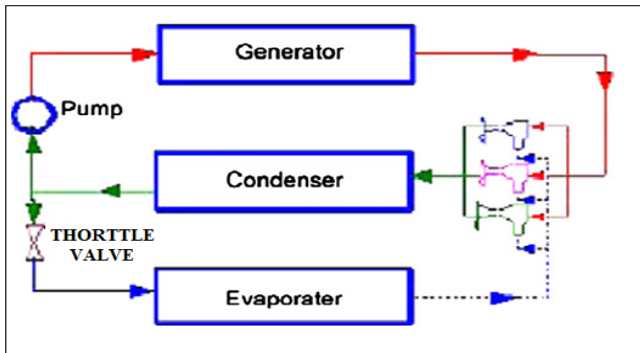 Generator
Pump
Condenser
THORTTLE
VALVE
Evaporater